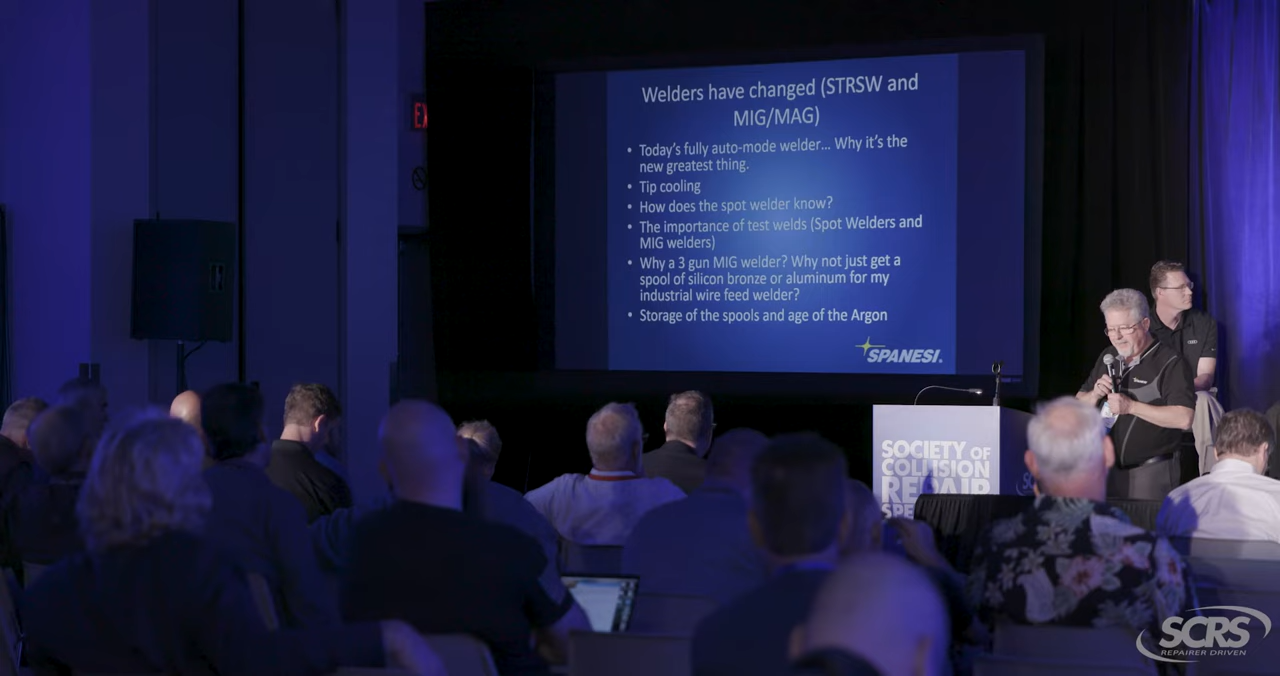 EX
Welders have changed (STRSW and
MIG/MAG)
• Today's fully auto-mode welder... Why it's the
new greatest thing.
• Tip cooling
• How does the spot welder know?
• The importance of test welds (Spot Welders and
MIG welders)
• Why a 3 gun MIG welder? Why not just get a
spool of silicon bronze or aluminum for my
industrial wire feed welder?
• Storage of the spools and age of the Argon
SPANESI.
SOCIETY OF
COLLISION
REPAIR
SPE
SCRS
REPAIRER DRIVEN